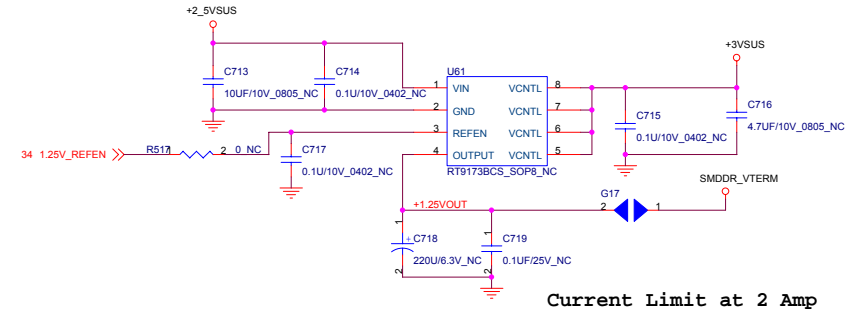 +2_5VSUS
+3VSUS
C713
10UF/10V_0805_NC
C714
0.1U/10V_0402_NC
U61
1 VIN VCNTL 8
2 GND VCNTL 7
3 REFEN VCNTL 6
4 OUTPUT VCNTL 5
RT9173BCS_SOP8_NC
C715
0.1U/10V_0402_NC
C716
4.7UF/10V_0805_NC
34 1.25V_REFEN
R517 1 2 0_NC
C717
0.1U/10V_0402_NC
SMDDR_VTERM
G17
2 1
+1.25VOUT
1 + C718 2
220U/6.3V_NC
1 C719 2
0.1UF/25V_NC
Current Limit at 2 Amp